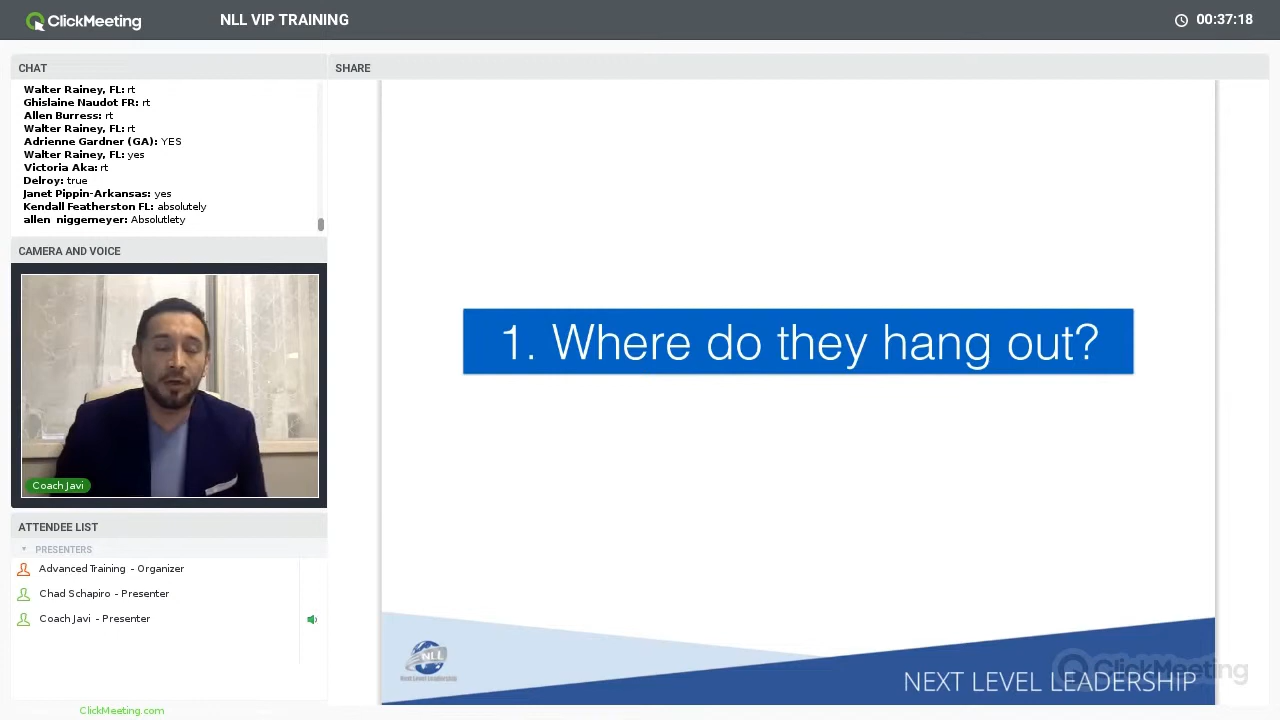 ClickMeeting
NLL VIP TRAINING
00:37:18
CHAT
Walter Rainey, FL: rt
Ghislaine Naudot FR: rt
Allen Burress: rt
Walter Rainey, FL: rt
Adrienne Gardner (GA): YES
Walter Rainey, FL: yes
Victoria Aka: rt
Delroy: true
Janet Pippin-Arkansas: yes
Kendall Featherston FL: absolutely
allen niggemeyer: Absolutlety
CAMERA AND VOICE
Coach Javi
ATTENDEE LIST
PRESENTERS
Advanced Training - Organizer
Chad Schapiro - Presenter
Coach Javi - Presenter
ClickMeeting.com
SHARE
1. Where do they hang out?
NLL
Next Level Leadership
NEXT LEVEL LEADERSHIP
ClickMeeting